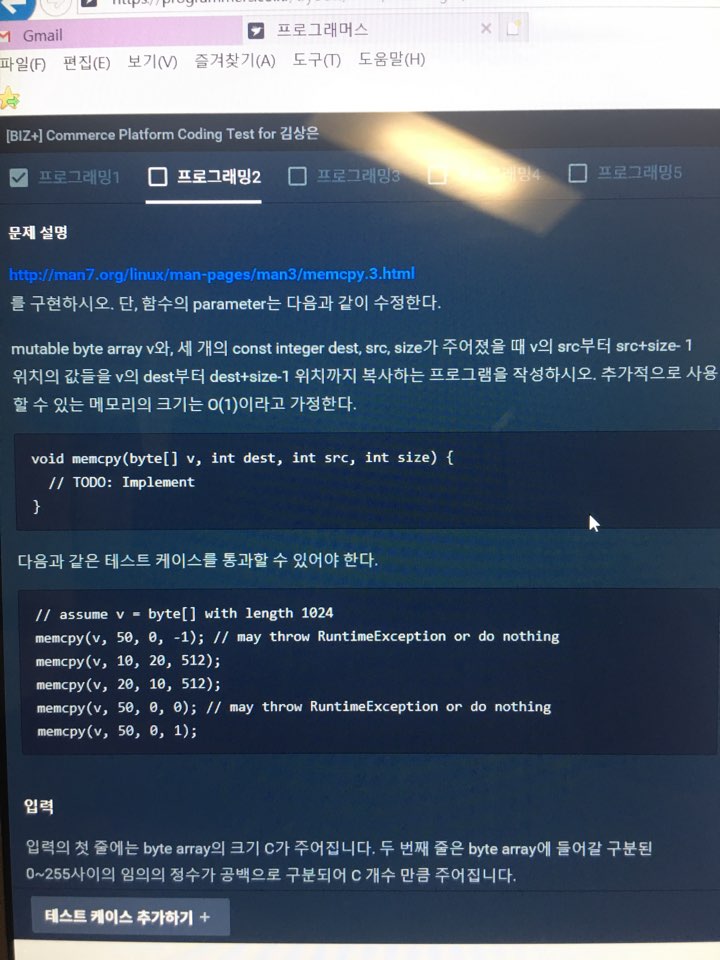 Gmail
프로그래머스
파일(F) 편집(E) 보기(V) 즐겨찾기(A) 도구(T) 도움말(H)
[BIZ+] Commerce Platform Coding Test for 김상은
프로그래밍1 프로그래밍2 프로그래밍3 프로그래밍4 프로그래밍5
문제 설명
http://man7.org/linux/man-pages/man3/memcpy.3.html
를 구현하시오. 단, 함수의 parameter는 다음과 같이 수정한다.
mutable byte array v와, 세 개의 const integer dest, src, size가 주어졌을 때 v의 src부터 src+size- 1
위치의 값들을 v의 dest부터 dest+size-1 위치까지 복사하는 프로그램을 작성하시오. 추가적으로 사용
할 수 있는 메모리의 크기는 O(1)이라고 가정한다.
void memcpy(byte[] v, int dest, int src, int size) {
// TODO: Implement
}
다음과 같은 테스트 케이스를 통과할 수 있어야 한다.
// assume v = byte[] with length 1024
memcpy(v, 50, 0, -1); // may throw RuntimeException or do nothing
memcpy(v, 10, 20, 512);
memcpy(v, 20, 10, 512);
memcpy(v, 50, 0, 0); // may throw RuntimeException or do nothing
memcpy(v, 50, 0, 1);
입력
입력의 첫 줄에는 byte array의 크기 C가 주어집니다. 두 번째 줄은 byte array에 들어갈 구분된
0~255사이의 임의의 정수가 공백으로 구분되어 C 개수 만큼 주어집니다.
테스트 케이스 추가하기 +